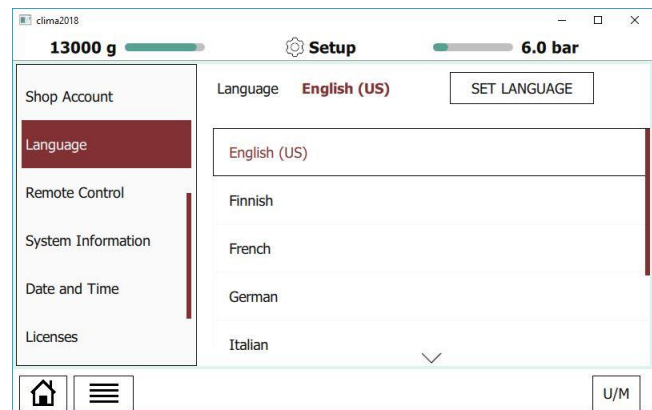 clima2018
13000 g Setup 6.0 bar
Shop Account
Language
Remote Control
System Information
Date and Time
Licenses
Language English (US) SET LANGUAGE
English (US)
Finnish
French
German
Italian
U/M